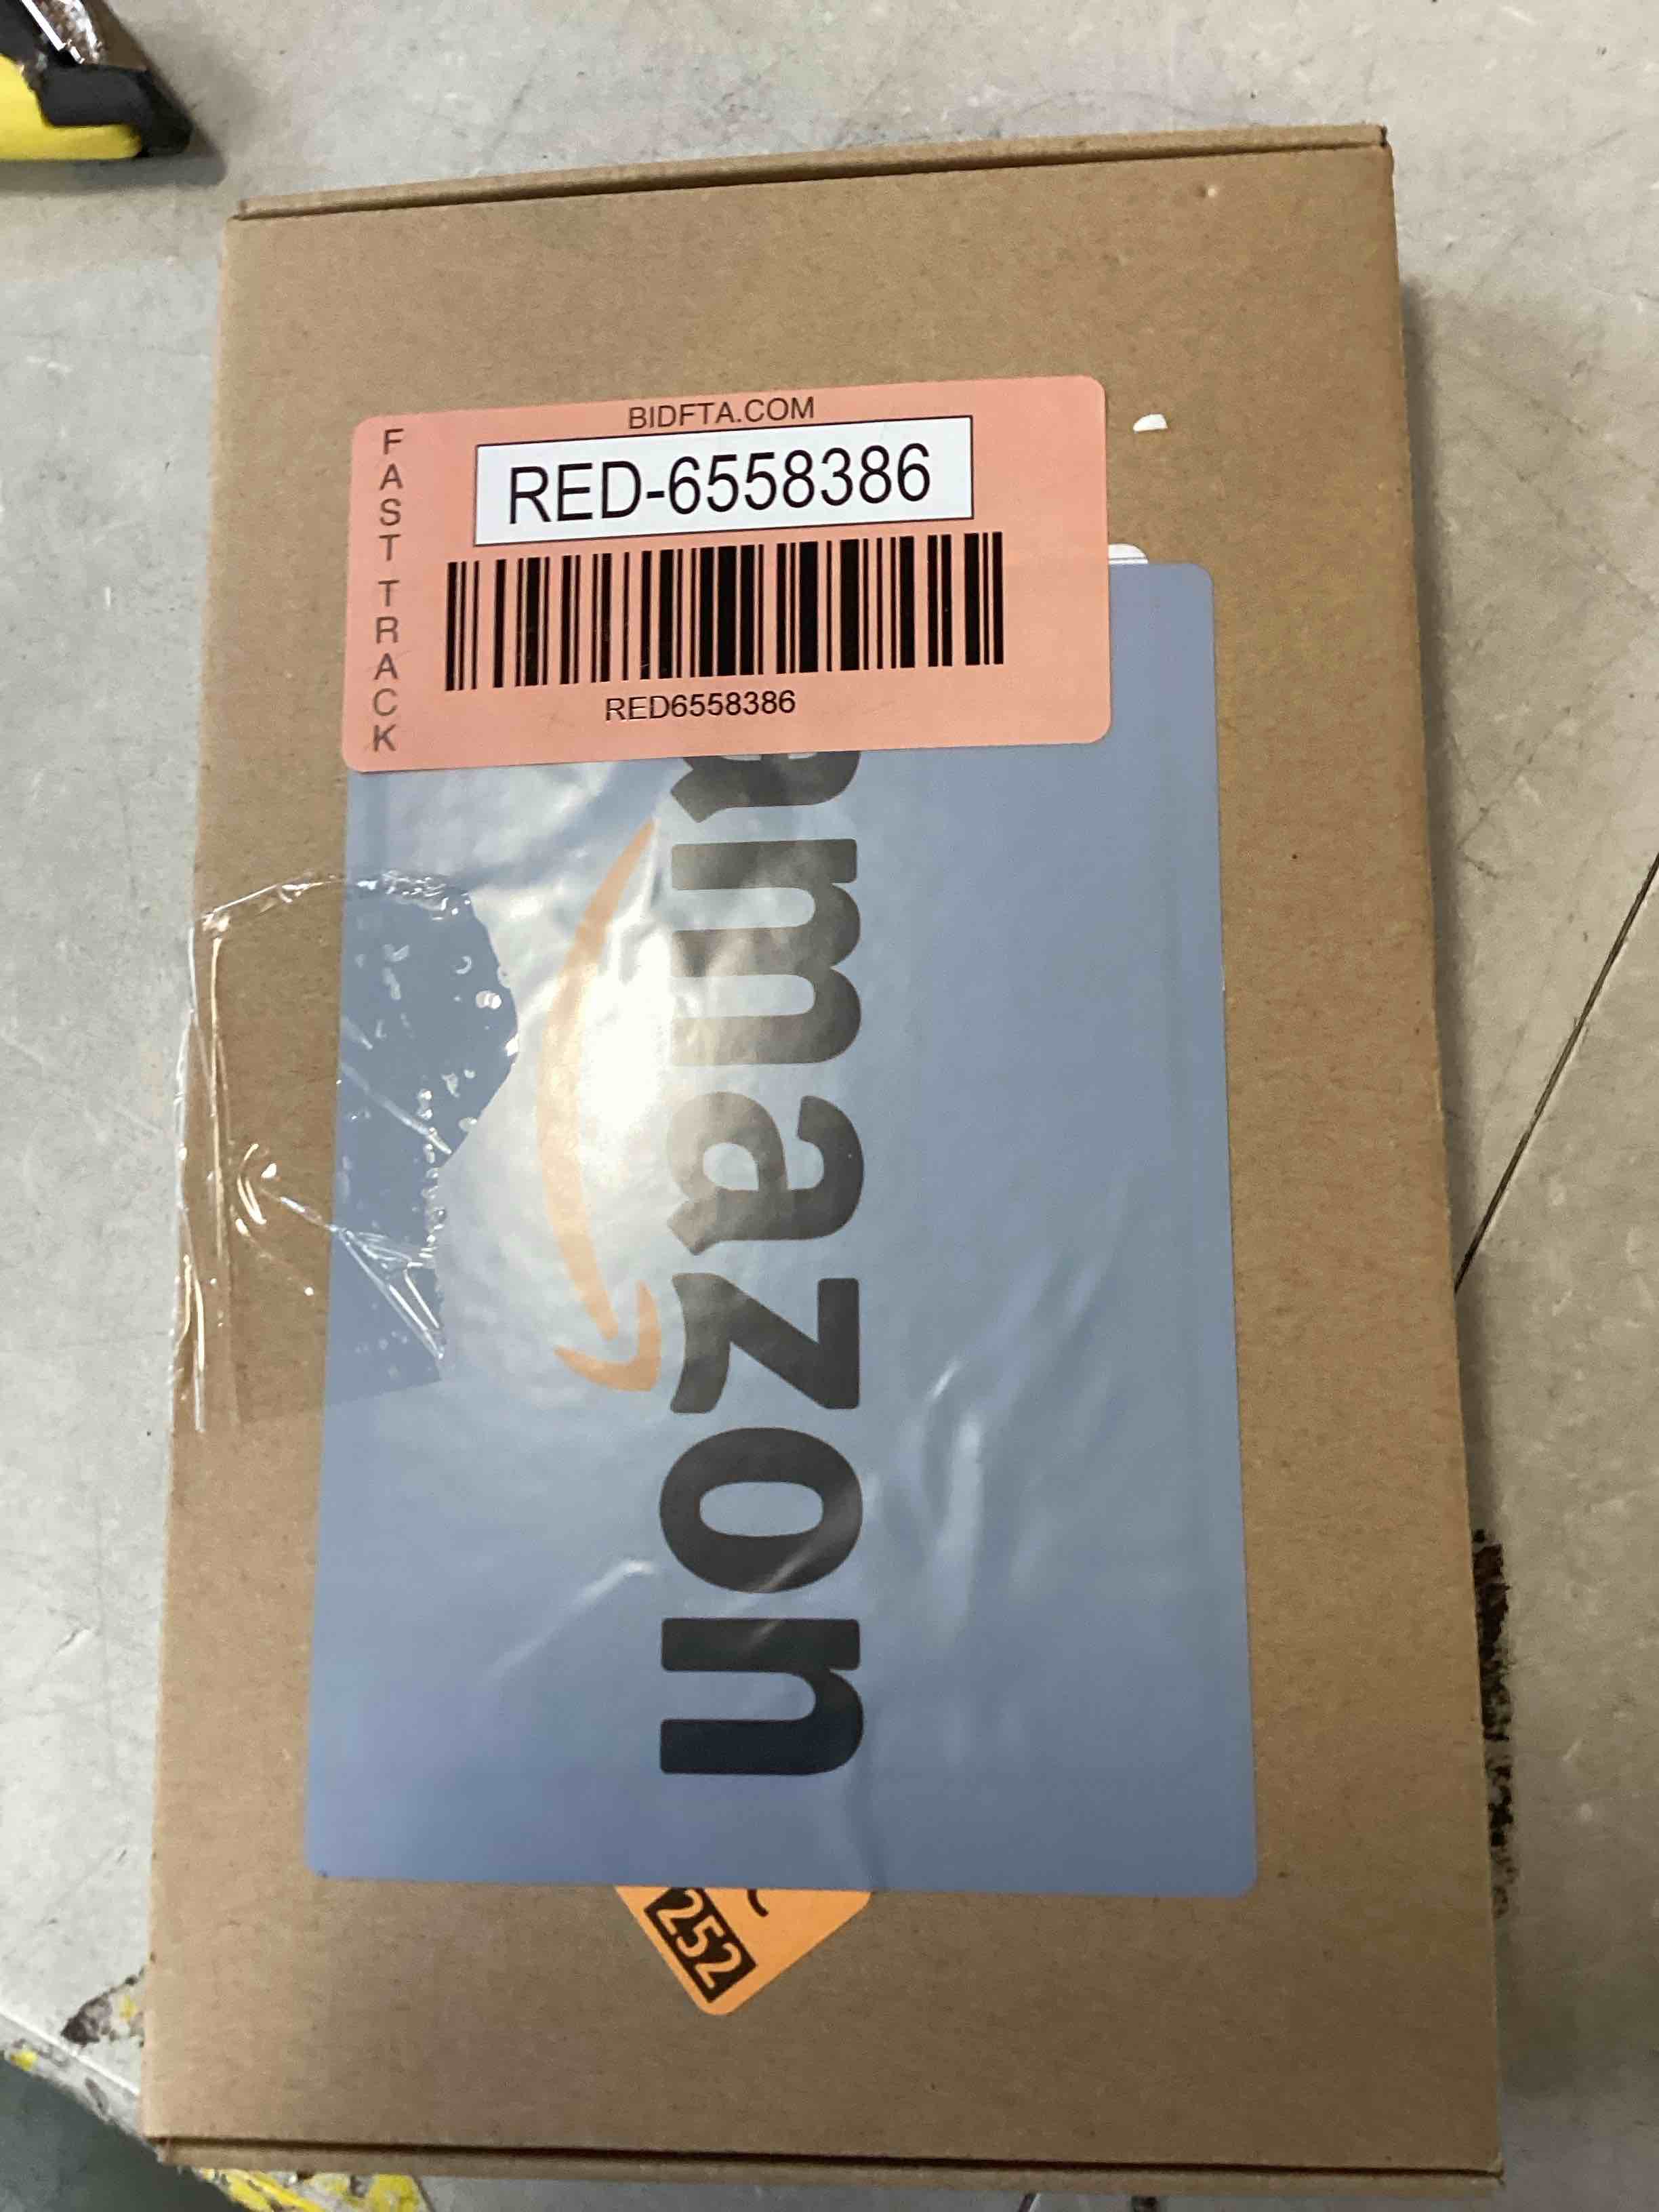 BIDFTA.COM
RED-6558386
RED6558386
FAST TRACK
amazon
252